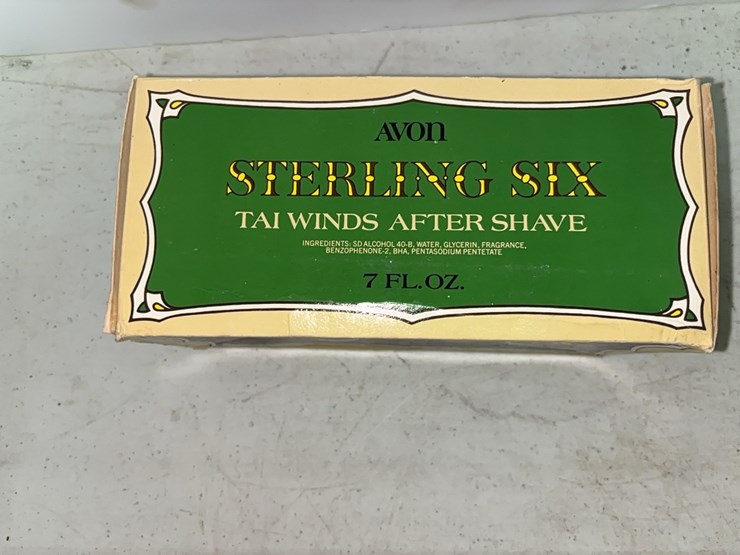 AVON
STERLING SIX
TAI WINDS AFTER SHAVE
INGREDIENTS: SD ALCOHOL 40-B, WATER, GLYCERIN, FRAGRANCE,
BENZOPHENONE-2, BHA, PENTASODIUM PENTETATE
7 FL. OZ.